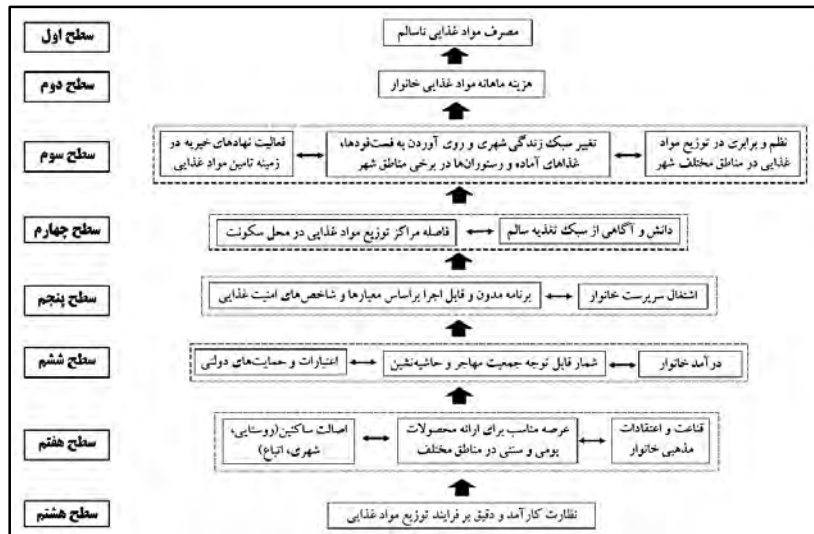 سطح اول
مصرف مواد غذایی ناسالم
سطح دوم
هزینه ماهانه مواد غذایی خانوار
سطح سوم
نظم و برابری در توزیع مواد
غذایی در مناطق مختلف شهر
تغییر سبک زندگی شهری و روی آوردن به فست‌فودها،
غذاهای آماده و رستوران‌ها در برخی مناطق شهر
فعالیت نهادهای خیریه در
زمینه تامین مواد غذایی
سطح چهارم
دانش و آگاهی از سبک تغذیه سالم
فاصله مراکز توزیع مواد غذایی در محل سکونت
سطح پنجم
اشتغال سرپرست خانوار
برنامه مدون و قابل اجرا براساس معیارها و شاخص‌های امنیت غذایی
سطح ششم
درآمد خانوار
شمار قابل توجه جمعیت مهاجر و حاشیه‌نشین
اعتبارات و حمایت‌های دولتی
سطح هفتم
قناعت و اعتقادات
مذهبی خانوار
عرصه مناسب برای ارائه محصولات
بومی و سنتی در مناطق مختلف
اصالت ساکنین(روستایی،
شهری، اتباع)
سطح هشتم
نظارت کارآمد و دقیق بر فرایند توزیع مواد غذایی